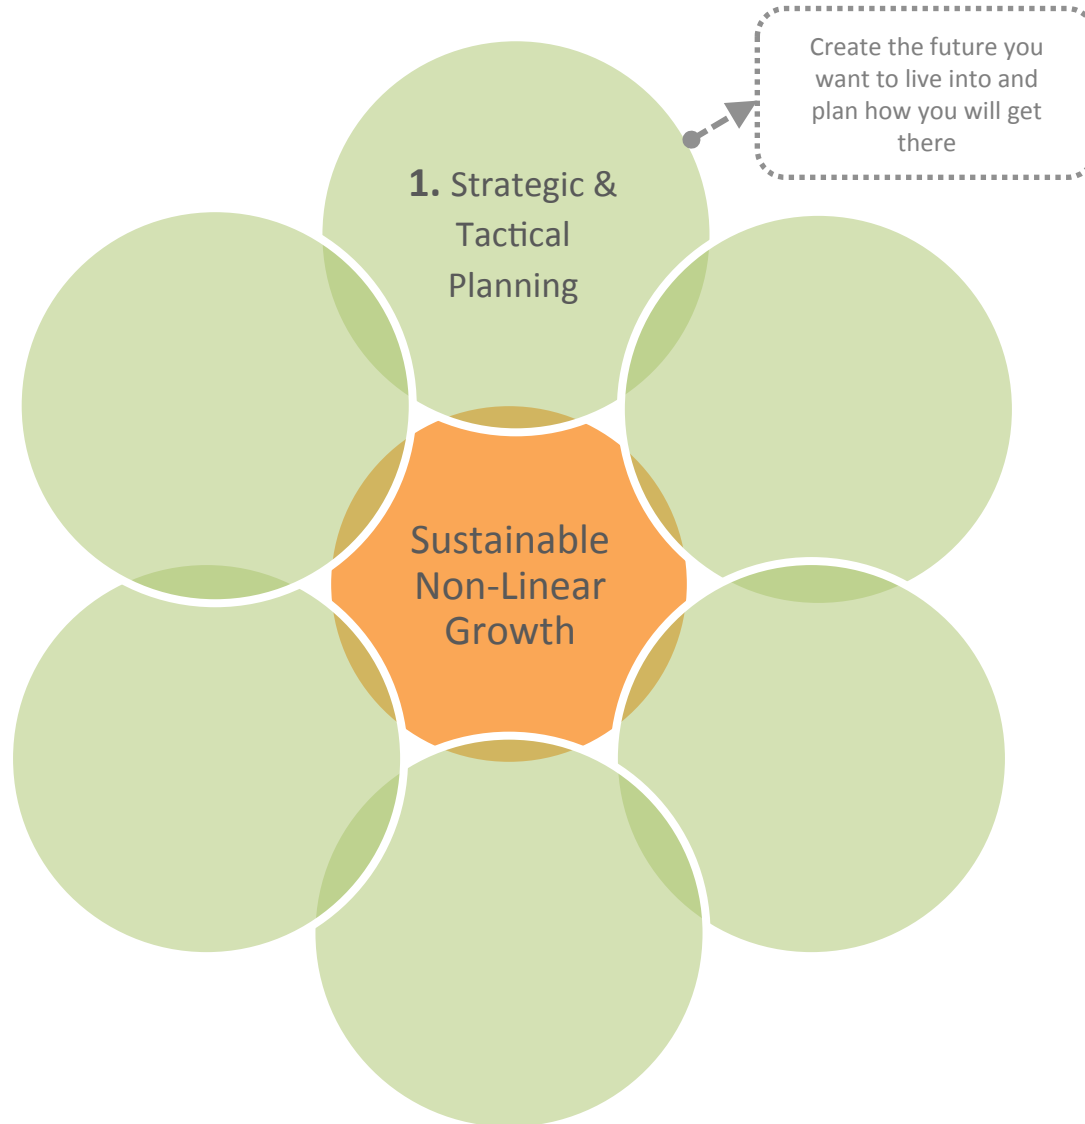 Create the future you
want to live into and
plan how you will get
there
1. Strategic &
Tactical
Planning
Sustainable
Non-Linear
Growth